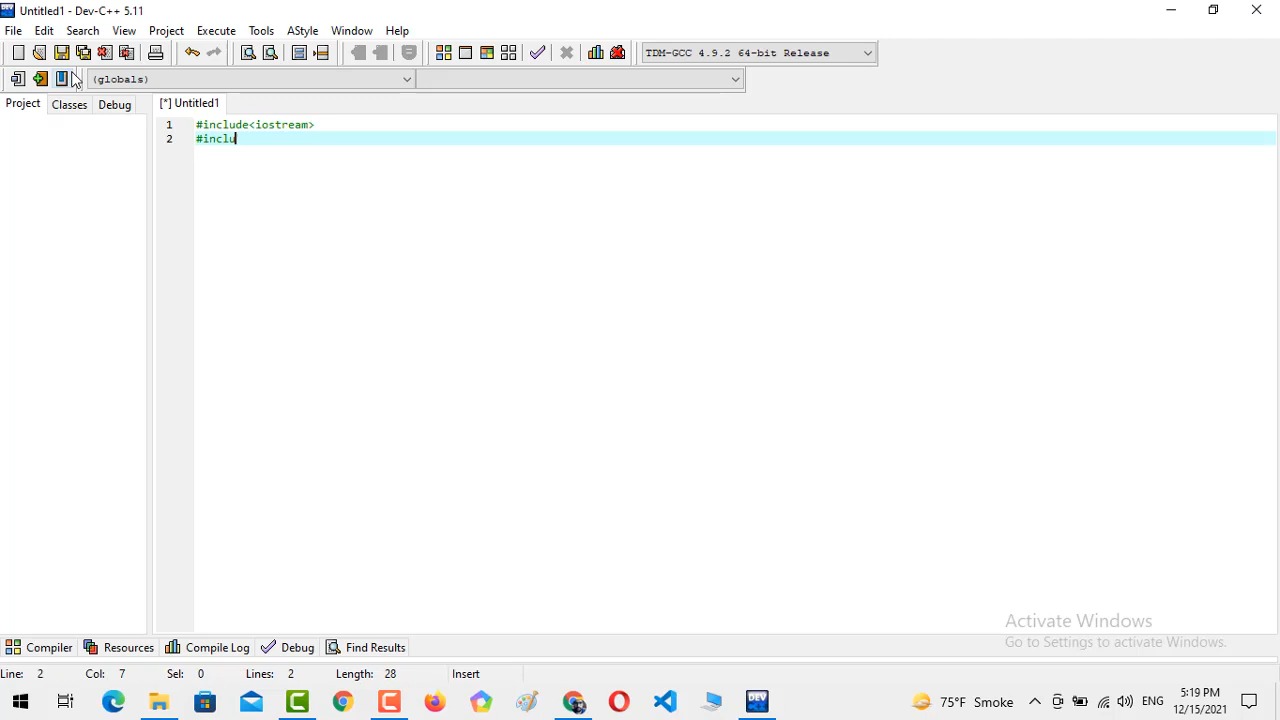 Untitled1 - Dev-C++ 5.11
File Edit Search View Project Execute Tools AStyle Window Help
TDM-GCC 4.9.2 64-bit Release
(globals)
Project Classes Debug [*] Untitled1
1 #include<iostream>
2 #inclu
Activate Windows
Go to Settings to activate Windows.
Compiler Resources Compile Log Debug Find Results
Line: 2 Col: 7 Sel: 0 Lines: 2 Length: 28 Insert
DEV
75°F Smoke ENG 5:19 PM
12/15/2021